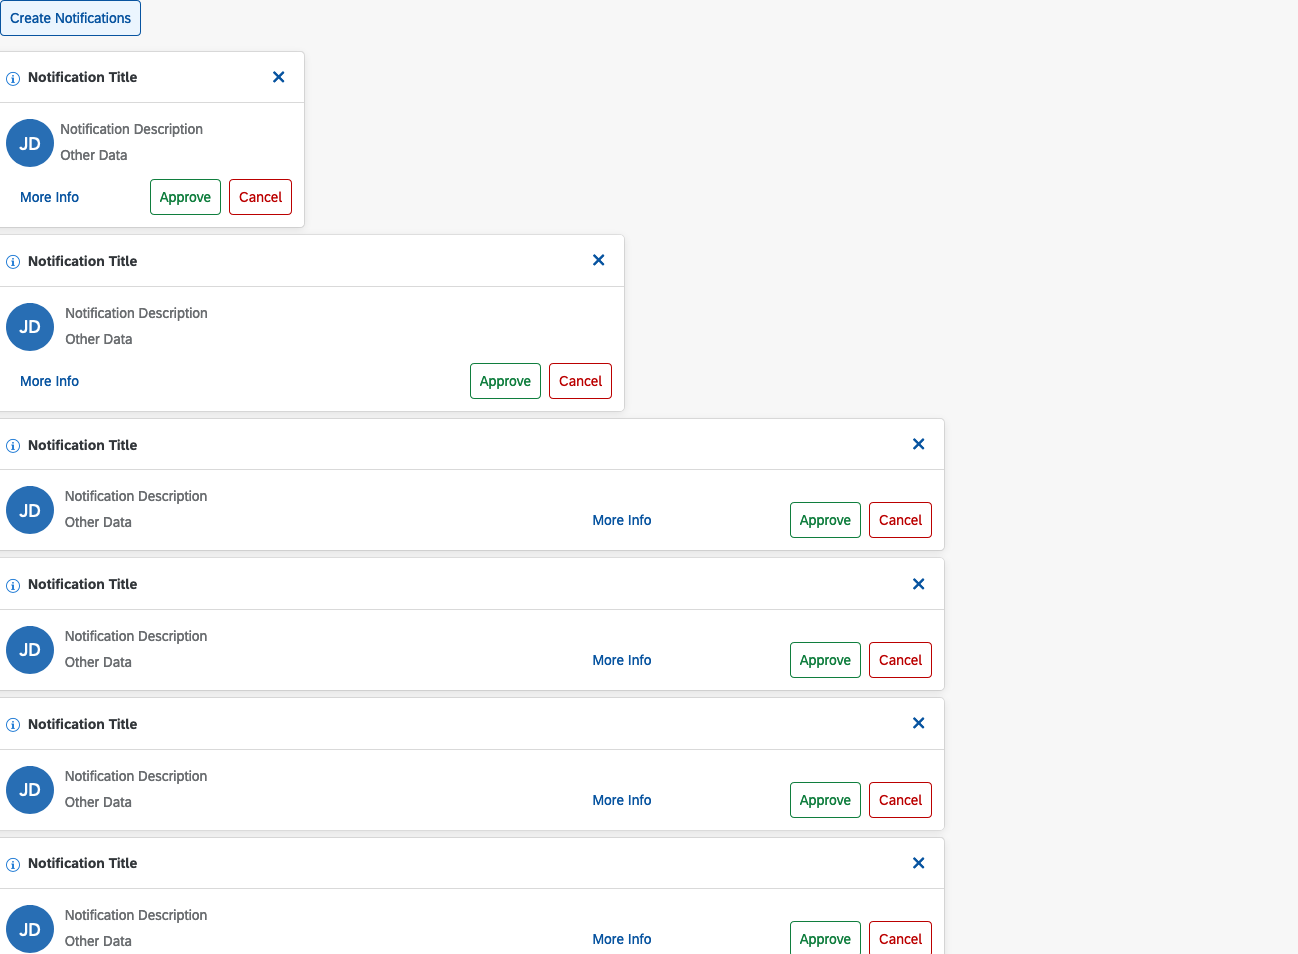 Create Notifications
Notification Title
JD
Notification Description
Other Data
More Info Approve Cancel
Notification Title
JD
Notification Description
Other Data
More Info Approve Cancel
Notification Title
JD
Notification Description
Other Data
More Info Approve Cancel
Notification Title
JD
Notification Description
Other Data
More Info Approve Cancel
Notification Title
JD
Notification Description
Other Data
More Info Approve Cancel
Notification Title
JD
Notification Description
Other Data
More Info Approve Cancel